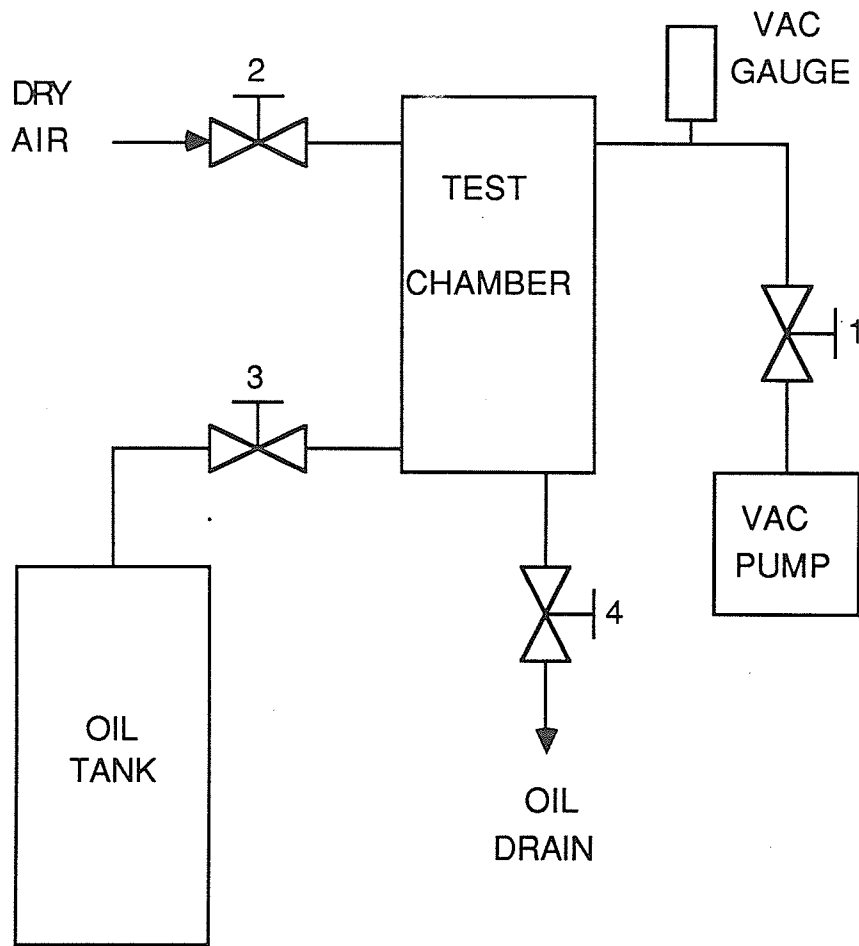 VAC
GAUGE
2
DRY
AIR
TEST
CHAMBER
1
3
VAC
PUMP
4
OIL
TANK
OIL
DRAIN